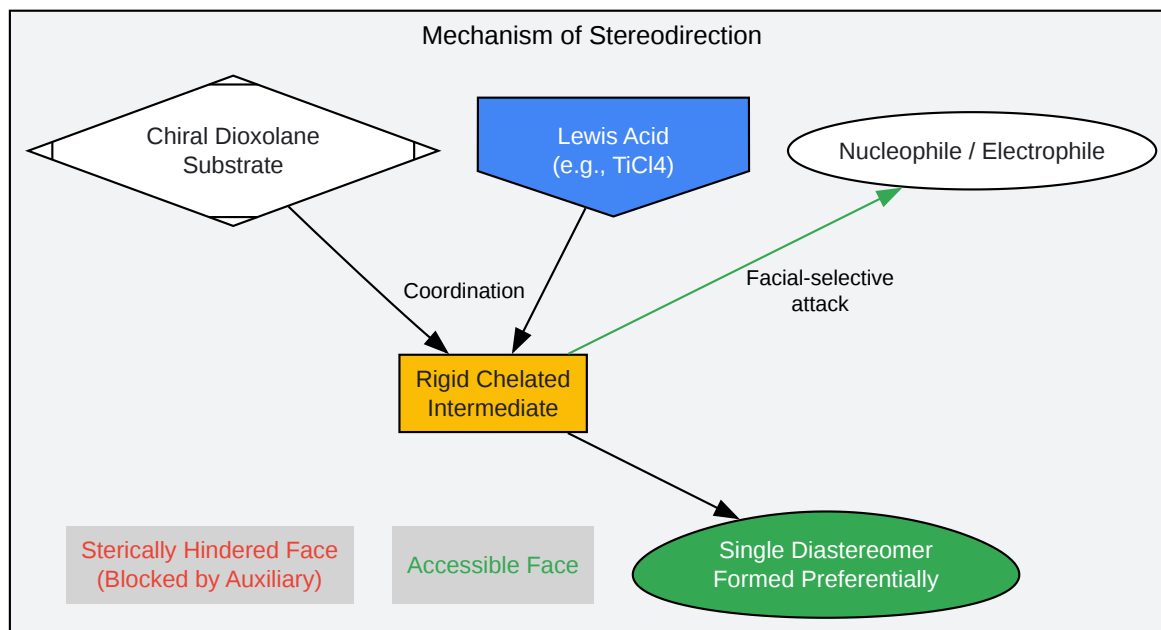 Mechanism of Stereodirection
Chiral Dioxolane
Substrate
Lewis Acid
(e.g., TiCl4)
Nucleophile / Electrophile
Coordination
Facial-selective
attack
Rigid Chelated
Intermediate
Sterically Hindered Face
(Blocked by Auxiliary)
Accessible Face
Single Diastereomer
Formed Preferentially